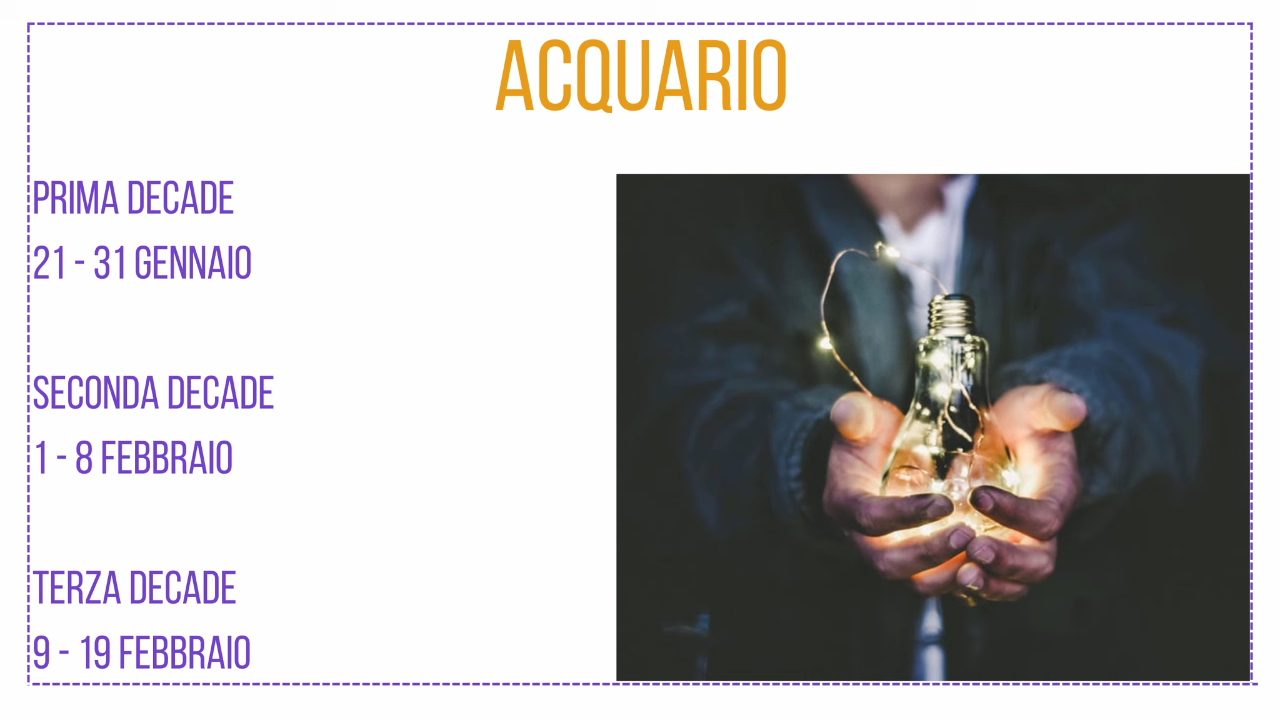 ACQUARIO
PRIMA DECADE
21 - 31 GENNAIO
SECONDA DECADE
1 - 8 FEBBRAIO
TERZA DECADE
9 - 19 FEBBRAIO